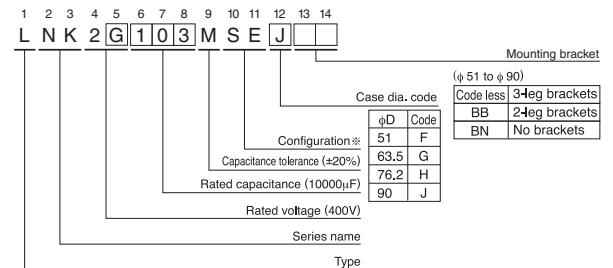 1 2 3 4 5 6 7 8 9 10 11 12 13 14
L N K 2 G 1 0 3 M S E J
Mounting bracket
(φ 51 to φ 90)
Code less 3-leg brackets
BB 2-leg brackets
BN No brackets
Case dia. code
φD Code
51 F
63.5 G
76.2 H
90 J
Configuration※
Capacitance tolerance (±20%)
Rated capacitance (10000μF)
Rated voltage (400V)
Series name
Type